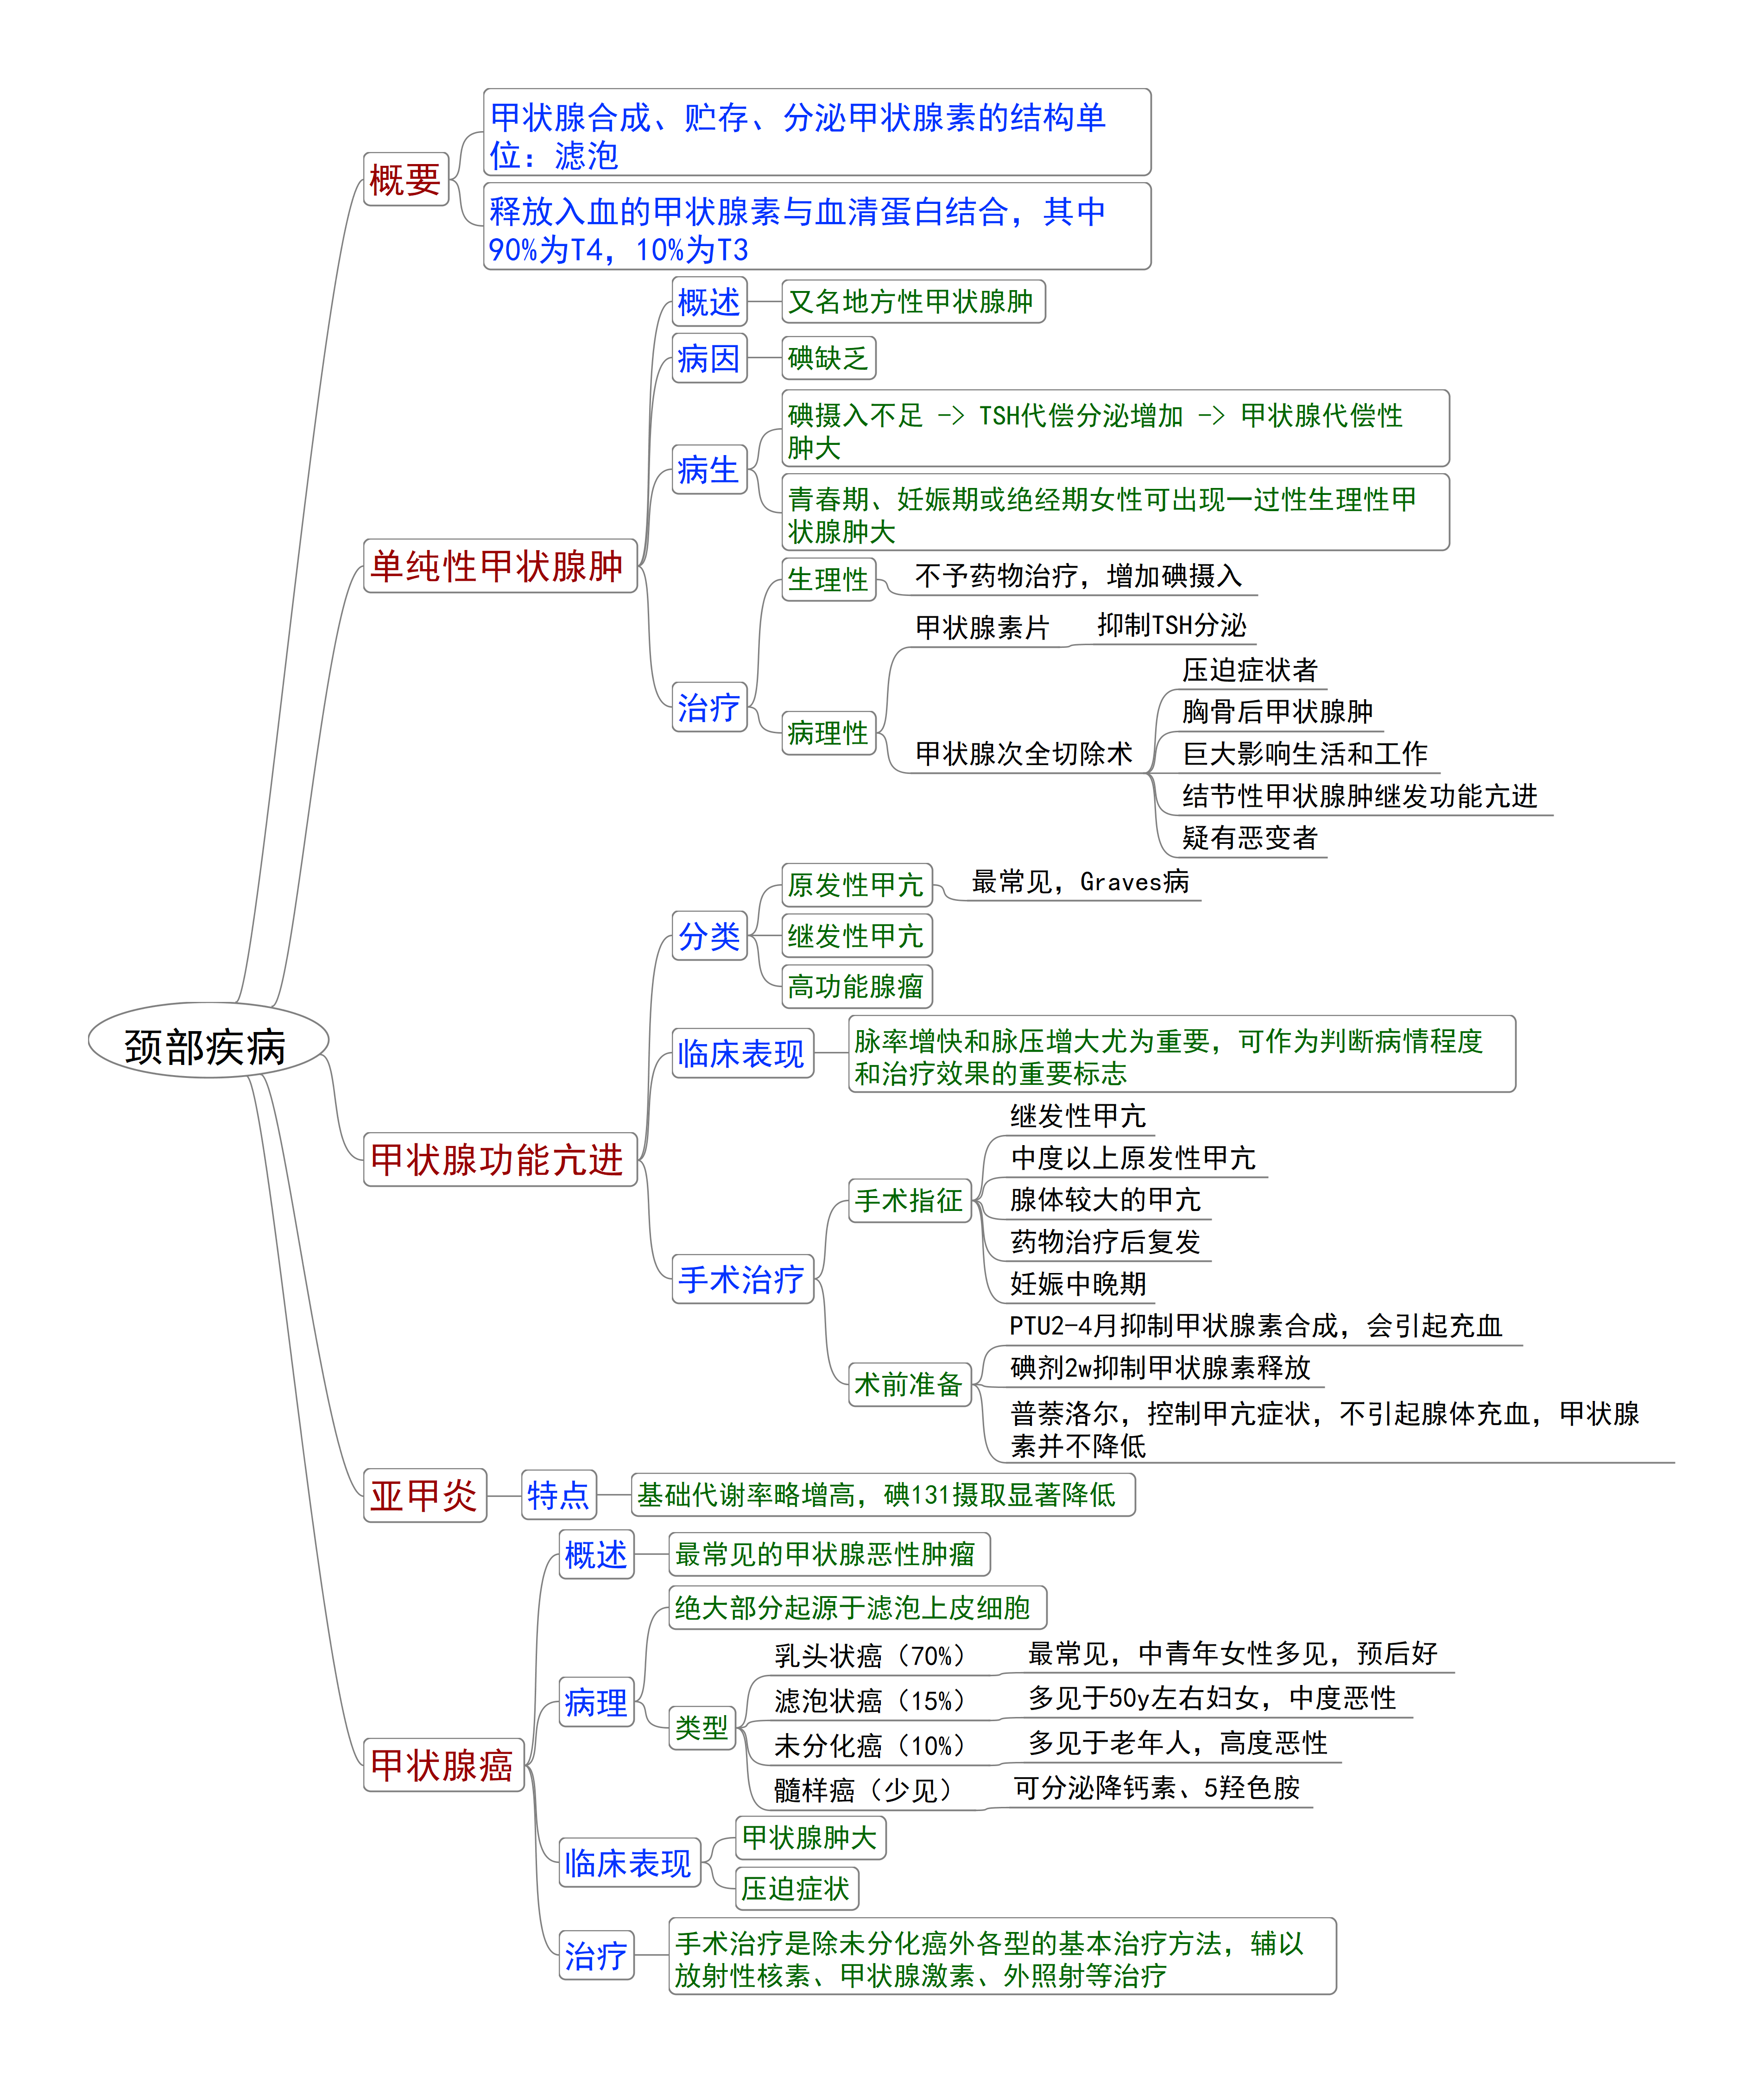 甲状腺合成、贮存、分泌甲状腺素的结构单
位：滤泡
概要
释放入血的甲状腺素与血清蛋白结合，其中
90%为T4，10%为T3
概述
又名地方性甲状腺肿
病因
碘缺乏
碘摄入不足 -> TSH代偿分泌增加 -> 甲状腺代偿性
肿大
病生
青春期、妊娠期或绝经期女性可出现一过性生理性甲
状腺肿大
单纯性甲状腺肿
生理性
不予药物治疗，增加碘摄入
甲状腺素片
抑制TSH分泌
治疗
病理性
甲状腺次全切除术
压迫症状者
胸骨后甲状腺肿
巨大影响生活和工作
结节性甲状腺肿继发功能亢进
疑有恶变者
原发性甲亢
最常见，Graves病
分类
继发性甲亢
高功能腺瘤
颈部疾病
临床表现
脉率增快和脉压增大尤为重要，可作为判断病情程度
和治疗效果的重要标志
甲状腺功能亢进
手术治疗
手术指征
继发性甲亢
中度以上原发性甲亢
腺体较大的甲亢
药物治疗后复发
妊娠中晚期
术前准备
PTU2-4月抑制甲状腺素合成，会引起充血
碘剂2w抑制甲状腺素释放
普萘洛尔，控制甲亢症状，不引起腺体充血，甲状腺
素并不降低
亚甲炎
特点
基础代谢率略增高，碘131摄取显著降低
概述
最常见的甲状腺恶性肿瘤
绝大部分起源于滤泡上皮细胞
病理
类型
乳头状癌（70%）
最常见，中青年女性多见，预后好
滤泡状癌（15%）
多见于50y左右妇女，中度恶性
未分化癌（10%）
多见于老年人，高度恶性
髓样癌（少见）
可分泌降钙素、5羟色胺
甲状腺癌
临床表现
甲状腺肿大
压迫症状
治疗
手术治疗是除未分化癌外各型的基本治疗方法，辅以
放射性核素、甲状腺激素、外照射等治疗